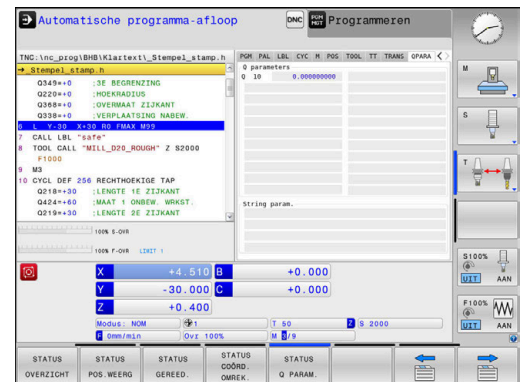 Automatische programma-afloop
DNC
PGM MGT
Programmeren
TNC:\nc_prog\BHB\Klartext\_Stempel_stamp.h
→_Stempel_stamp.h
Q349=+0 ;3E BEGRENZING
Q220=+0 ;HOEKRADIUS
Q368=+0 ;OVERMAAT ZIJKANT
Q338=+0 ;VERPLAATSING NABEW.
6 L Y-30 X+30 R0 FMAX M99
7 CALL LBL "safe"
8 TOOL CALL "MILL_D20_ROUGH" Z S2000
F1000
9 M3
10 CYCL DEF 256 RECHTHOEKIGE TAP
Q218=+30 ;LENGTE 1E ZIJKANT
Q424=+60 ;MAAT 1 ONBEW. WRKST.
Q219=+30 ;LENGTE 2E ZIJKANT
100% S-OVR
100% F-OVR LIMIT 1
PGM PAL LBL CYC M POS TOOL TT TRANS QPARA
Q parameters
Q 10 0.000000000
String param.
X +4.510 B +0.000
Y -30.000 C +0.000
Z +0.400
Modus: NOM 1 T 50 Z S 2000
F 0mm/min Ovr 100% M 5/9
M
S
T
S100%
UIT AAN
F100%
UIT AAN
STATUS OVERZICHT
STATUS POS.WEERG
STATUS GEREED.
STATUS COÖRD. OMREK.
STATUS Q PARAM.